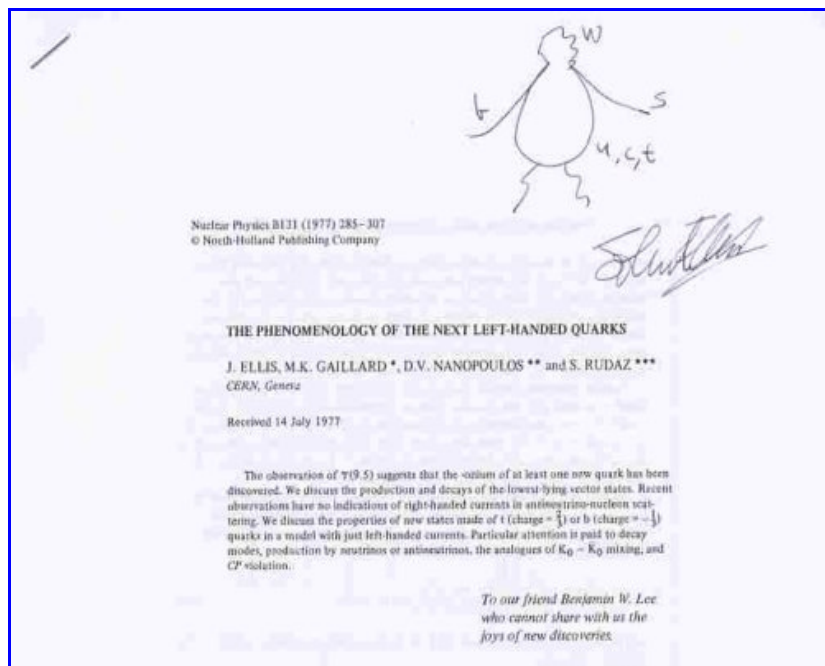 W
b
s
u, c, t
Nuclear Physics B131 (1977) 285–307
© North-Holland Publishing Company
THE PHENOMENOLOGY OF THE NEXT LEFT-HANDED QUARKS
J. ELLIS, M.K. GAILLARD *, D.V. NANOPOULOS ** and S. RUDAZ ***
CERN, Geneva
Received 14 July 1977
The observation of ϒ(9.5) suggests that the -onium of at least one new quark has been
discovered. We discuss the production and decays of the lowest-lying vector states. Recent
observations have no indications of right-handed currents in antineutrino-nucleon scat-
tering. We discuss the properties of new states made of t (charge = 2/3) or b (charge = −1/3)
quarks in a model with just left-handed currents. Particular attention is paid to decay
modes, production by neutrinos or antineutrinos, the analogues of K₀ – K̄₀ mixing, and
CP violation.
To our friend Benjamin W. Lee
who cannot share with us the
joys of new discoveries.